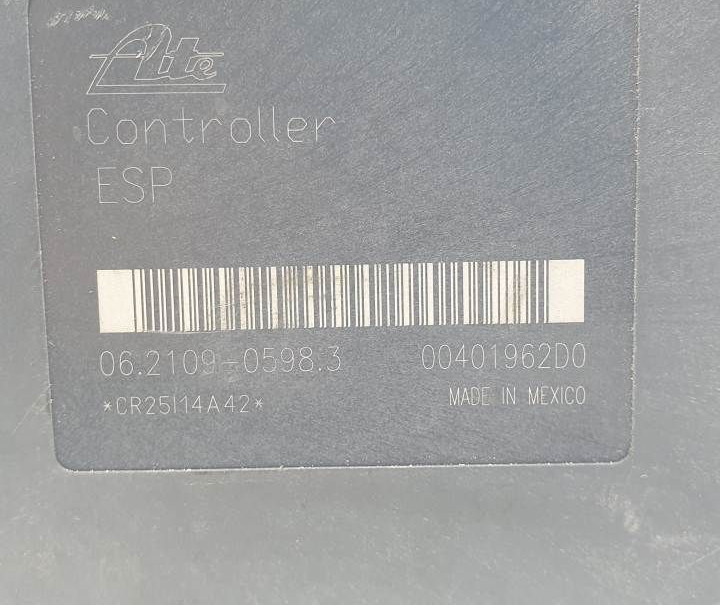 Ate
Controller
ESP
06.2109-0598.3 00401962D0
*CR25I14A42* MADE IN MEXICO